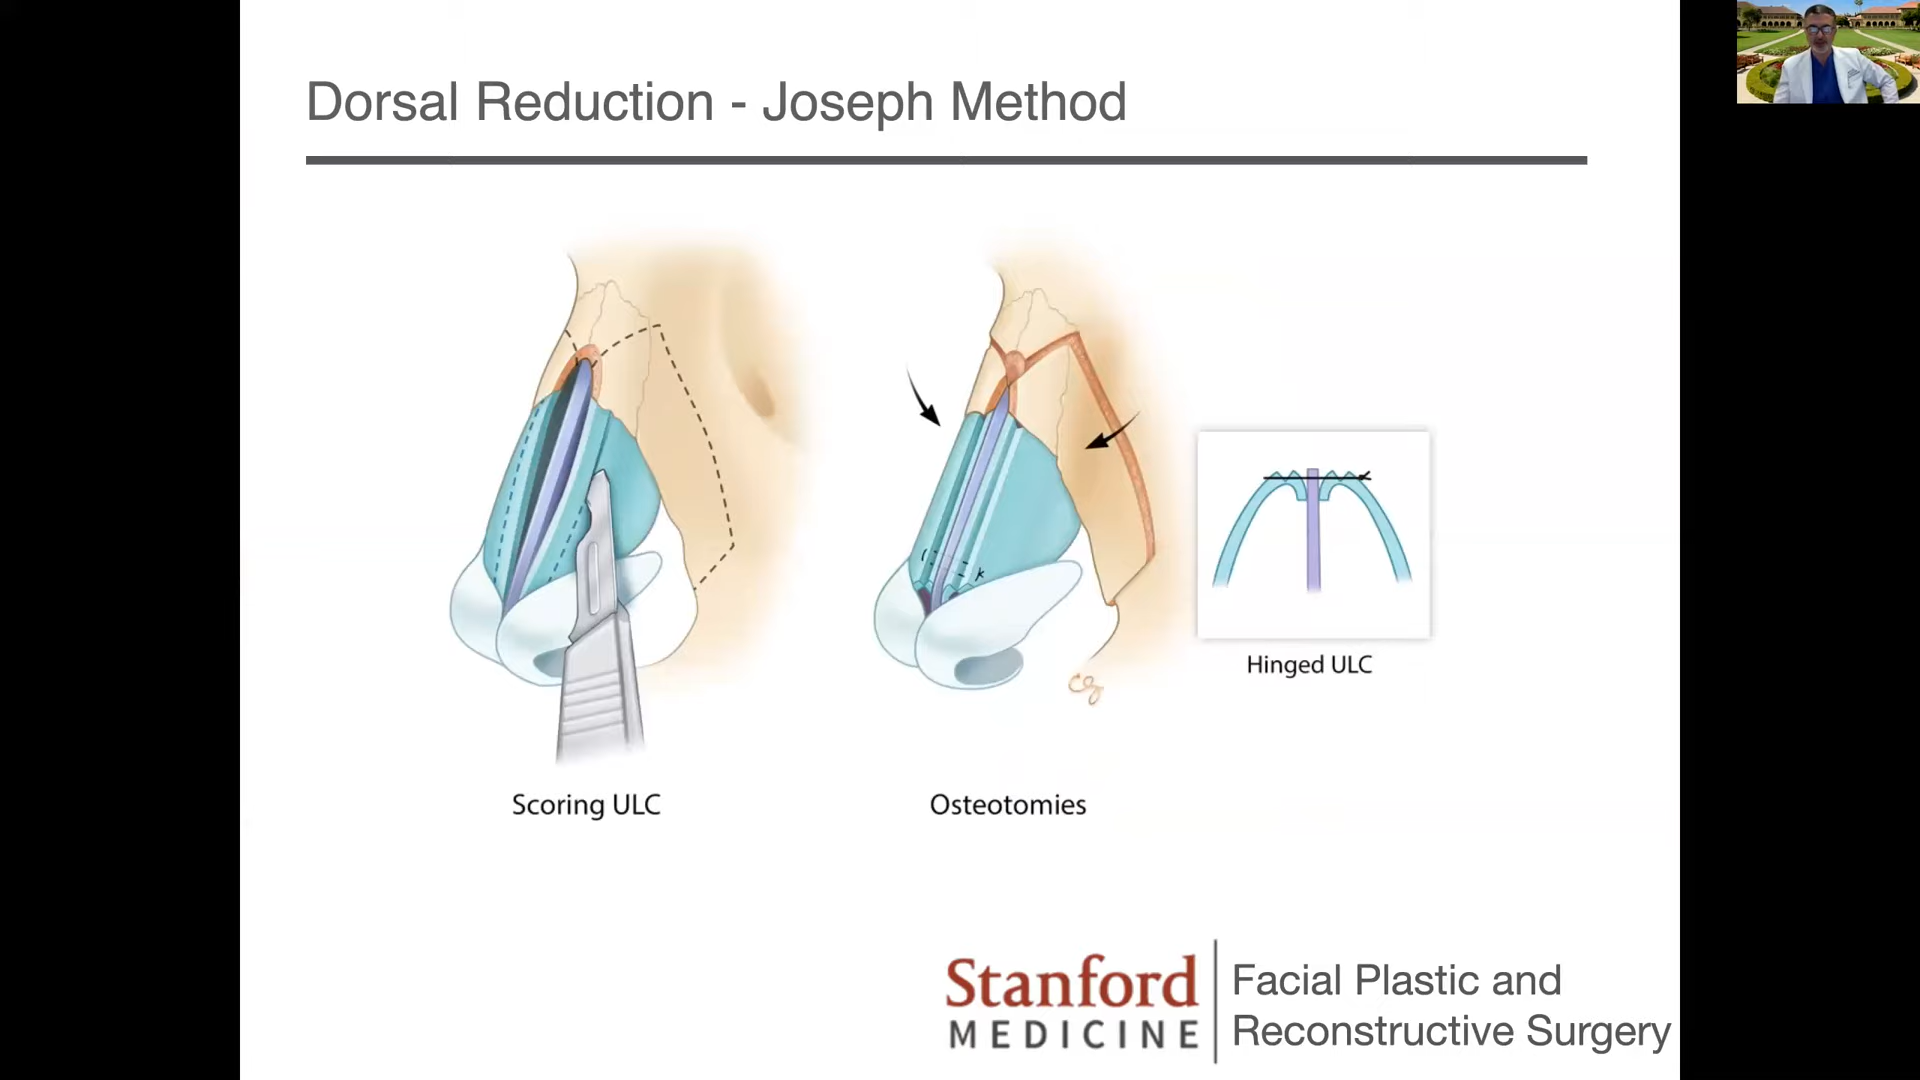 Dorsal Reduction - Joseph Method
Hinged ULC
Scoring ULC
Osteotomies
Stanford
MEDICINE
Facial Plastic and
Reconstructive Surgery